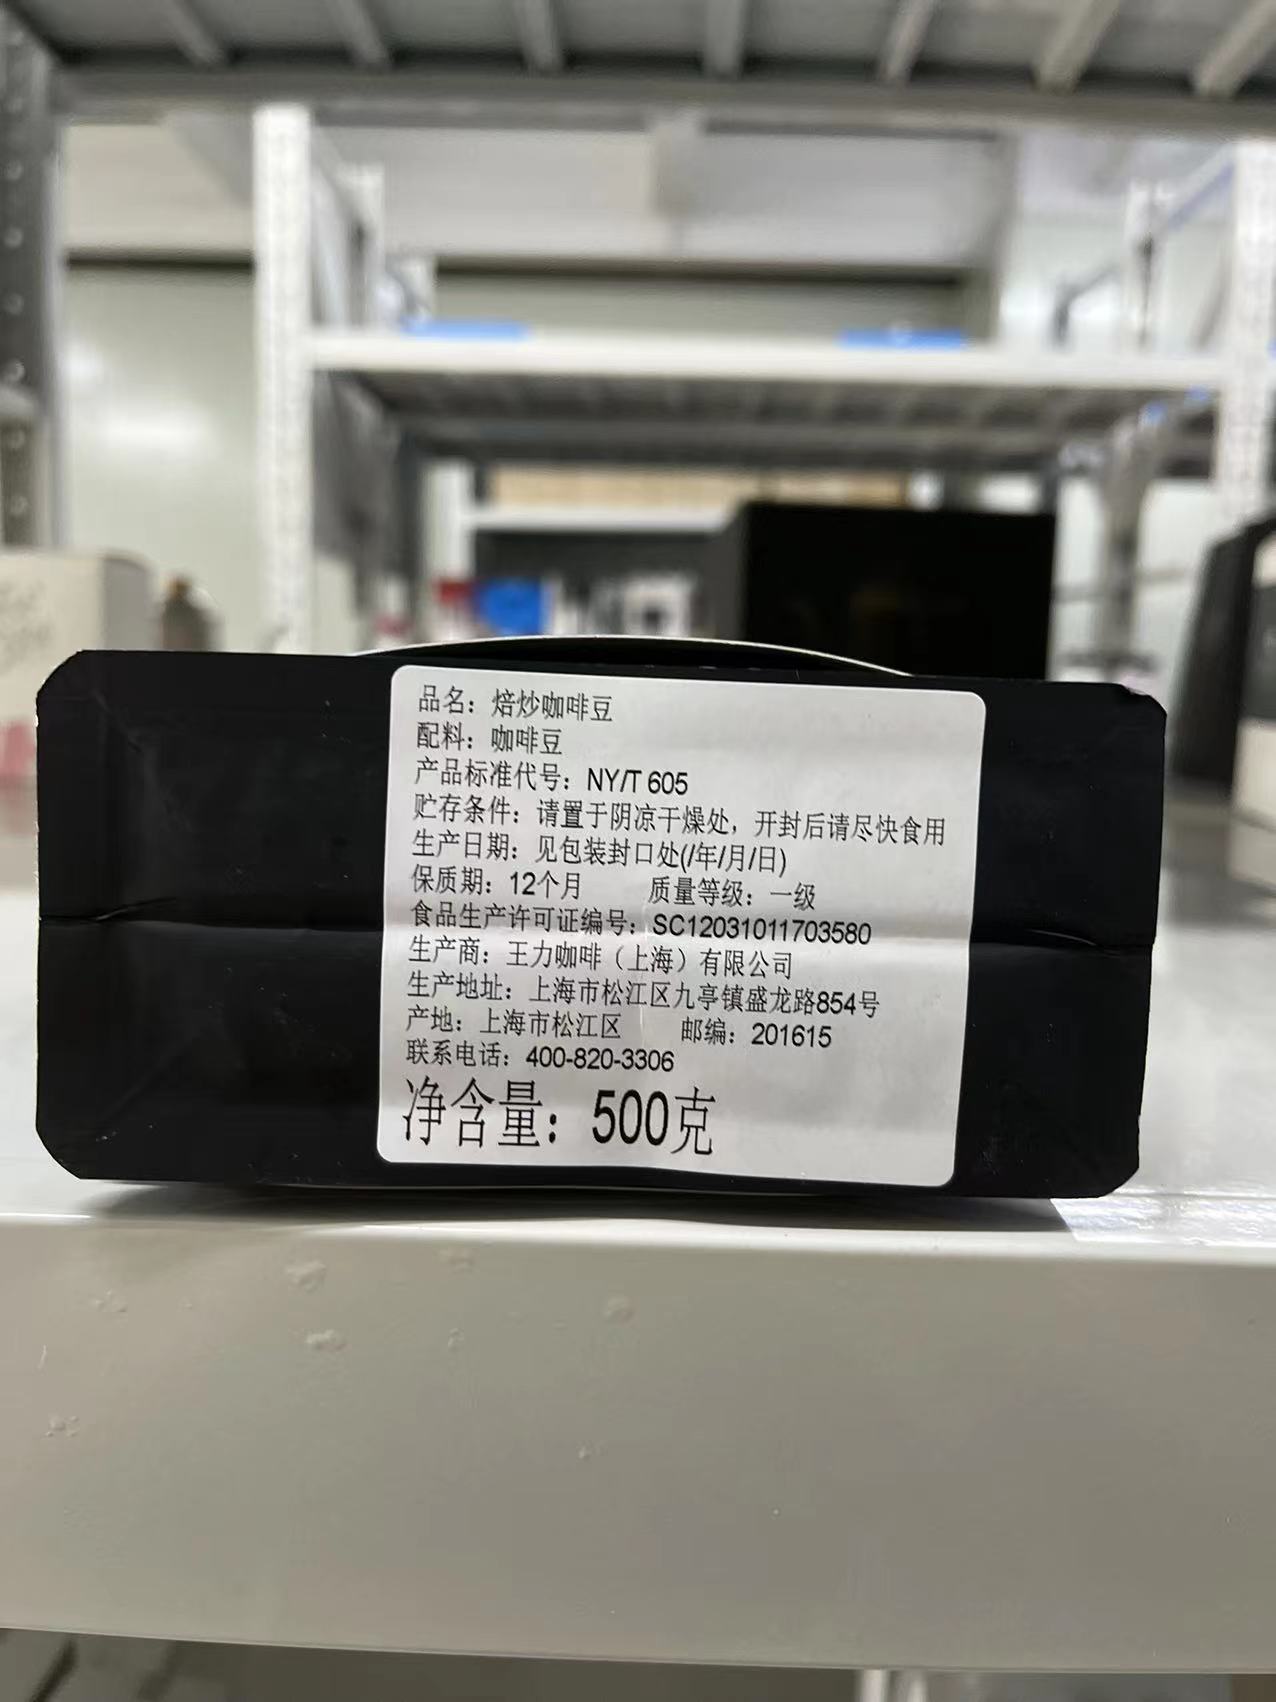 品名：焙炒咖啡豆
配料：咖啡豆
产品标准代号：NY/T 605
贮存条件：请置于阴凉干燥处，开封后请尽快食用
生产日期：见包装封口处(/年/月/日)
保质期：12个月 质量等级：一级
食品生产许可证编号：SC12031011703580
生产商：王力咖啡（上海）有限公司
生产地址：上海市松江区九亭镇盛龙路854号
产地：上海市松江区 邮编：201615
联系电话：400-820-3306
净含量：500克